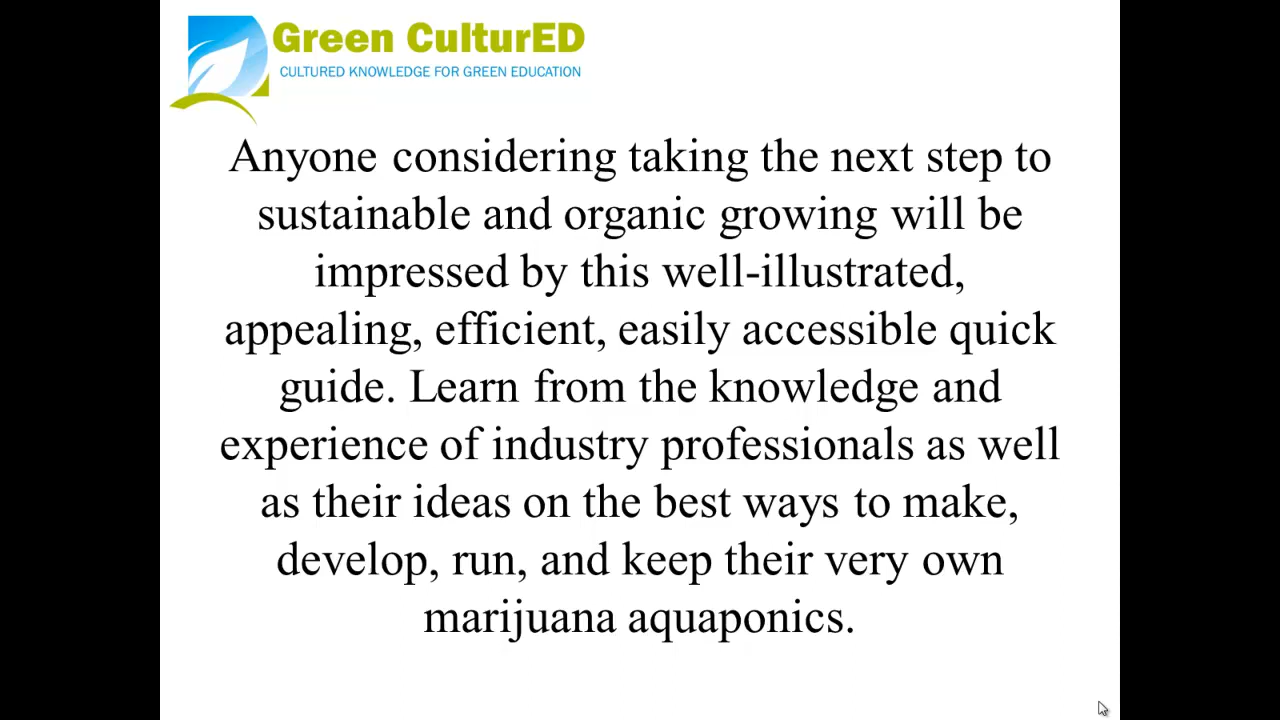 Green CulturED
CULTURED KNOWLEDGE FOR GREEN EDUCATION
Anyone considering taking the next step to
sustainable and organic growing will be
impressed by this well-illustrated,
appealing, efficient, easily accessible quick
guide. Learn from the knowledge and
experience of industry professionals as well
as their ideas on the best ways to make,
develop, run, and keep their very own
marijuana aquaponics.